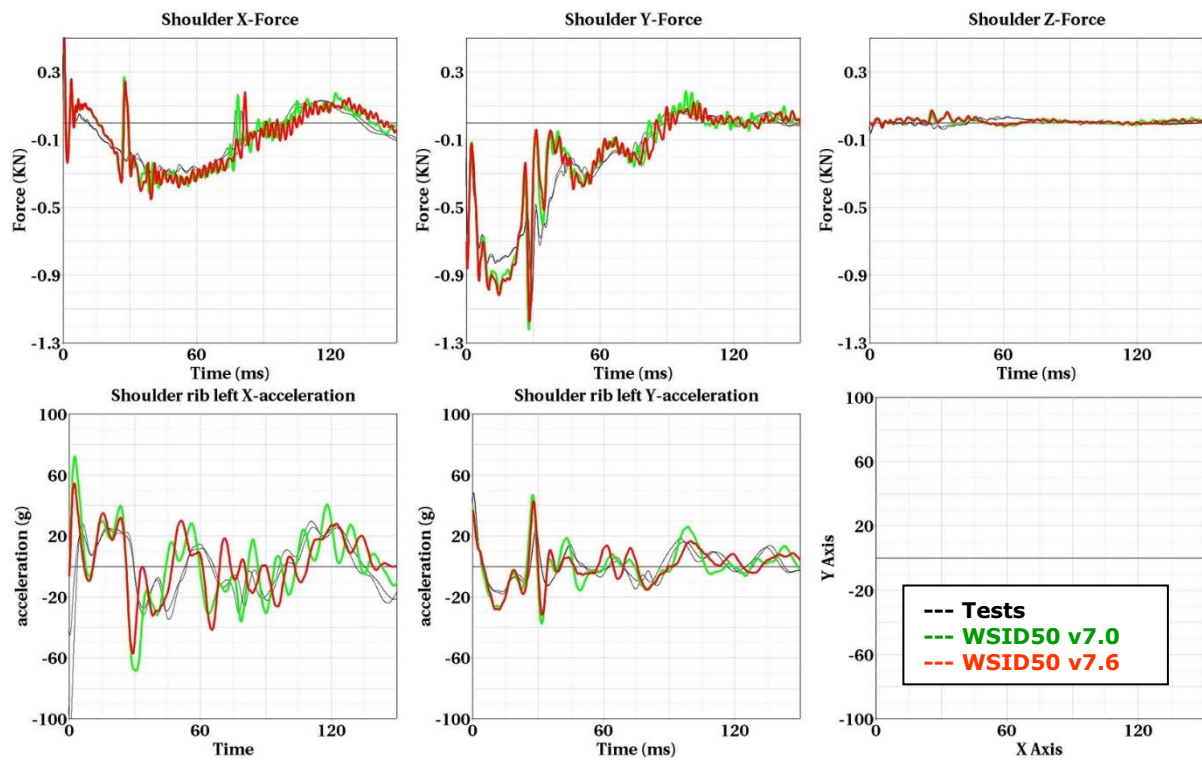 Shoulder X-Force
Force (KN)
0.3
-0.1
-0.5
-0.9
-1.3
0 60 120
Time (ms)
Shoulder Y-Force
Force (KN)
0.3
-0.1
-0.5
-0.9
-1.3
0 60 120
Time (ms)
Shoulder Z-Force
Force (KN)
0.3
-0.1
-0.5
-0.9
-1.3
0 60 120
Time (ms)
Shoulder rib left X-acceleration
acceleration (g)
100
60
20
-20
-60
-100
0 60 120
Time
Shoulder rib left Y-acceleration
acceleration (g)
100
60
20
-20
-60
-100
0 60 120
Time (ms)
Y Axis
100
60
20
-20
-60
-100
0 60 120
X Axis
--- Tests
--- WSID50 v7.0
--- WSID50 v7.6